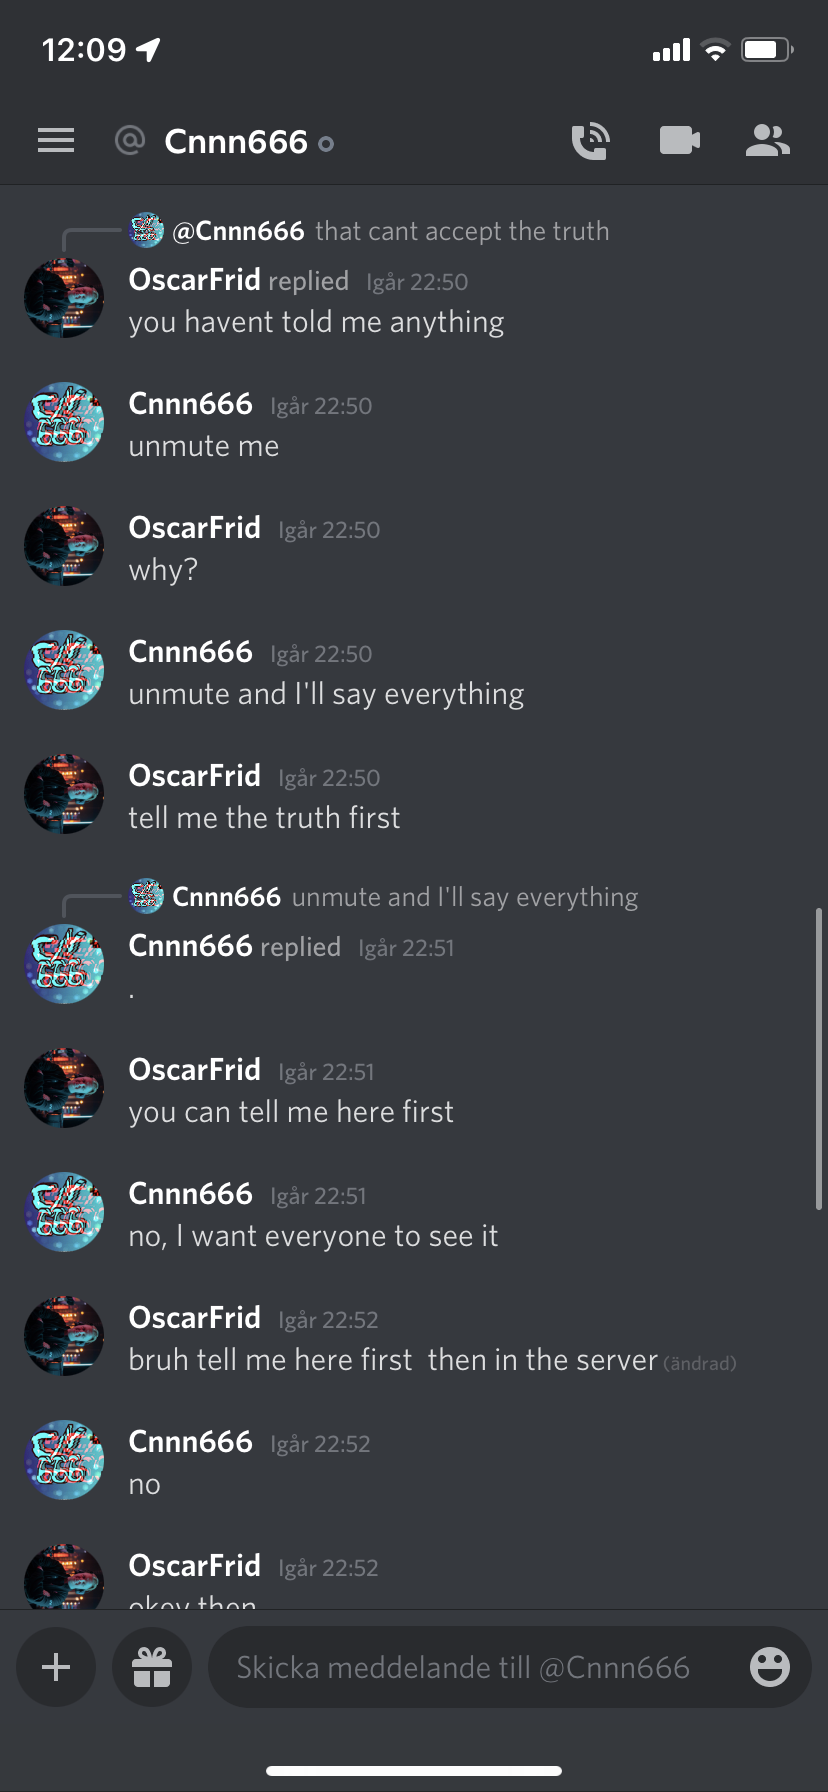 12:09
@ Cnnn666
@Cnnn666 that cant accept the truth
OscarFrid replied Igår 22:50
you havent told me anything
Cnnn666 Igår 22:50
unmute me
OscarFrid Igår 22:50
why?
Cnnn666 Igår 22:50
unmute and I'll say everything
OscarFrid Igår 22:50
tell me the truth first
Cnnn666 unmute and I'll say everything
Cnnn666 replied Igår 22:51
.
OscarFrid Igår 22:51
you can tell me here first
Cnnn666 Igår 22:51
no, I want everyone to see it
OscarFrid Igår 22:52
bruh tell me here first  then in the server (ändrad)
Cnnn666 Igår 22:52
no
OscarFrid Igår 22:52
okey then
Skicka meddelande till @Cnnn666